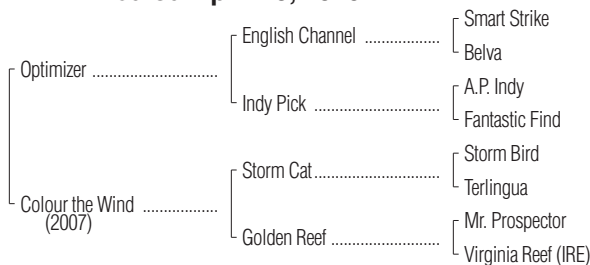 Optimizer ..............................
Colour the Wind ..................
(2007)
English Channel ..................
Indy Pick ..............................
Storm Cat..............................
Golden Reef ..........................
Smart Strike
Belva
A.P. Indy
Fantastic Find
Storm Bird
Terlingua
Mr. Prospector
Virginia Reef (IRE)